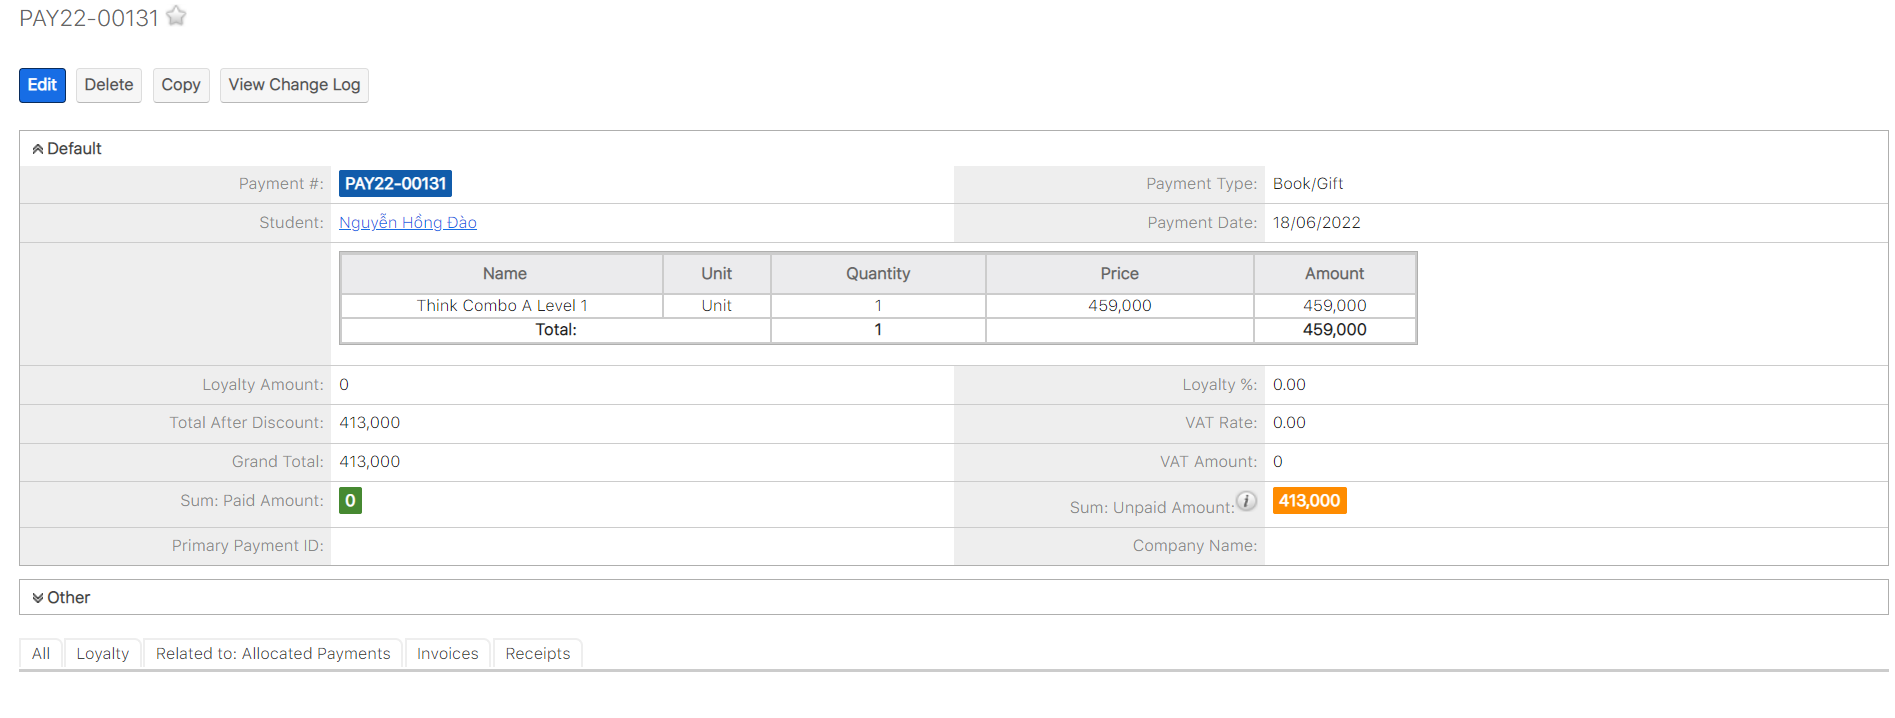 PAY22-00131
Edit Delete Copy View Change Log
Default
Payment #: PAY22-00131 Payment Type: Book/Gift
Student: Nguyễn Hồng Đào Payment Date: 18/06/2022
Name Unit Quantity Price Amount
Think Combo A Level 1 Unit 1 459,000 459,000
Total: 1 459,000
Loyalty Amount: 0 Loyalty %: 0.00
Total After Discount: 413,000 VAT Rate: 0.00
Grand Total: 413,000 VAT Amount: 0
Sum: Paid Amount: 0 Sum: Unpaid Amount: i 413,000
Primary Payment ID: Company Name:
Other
All Loyalty Related to: Allocated Payments Invoices Receipts